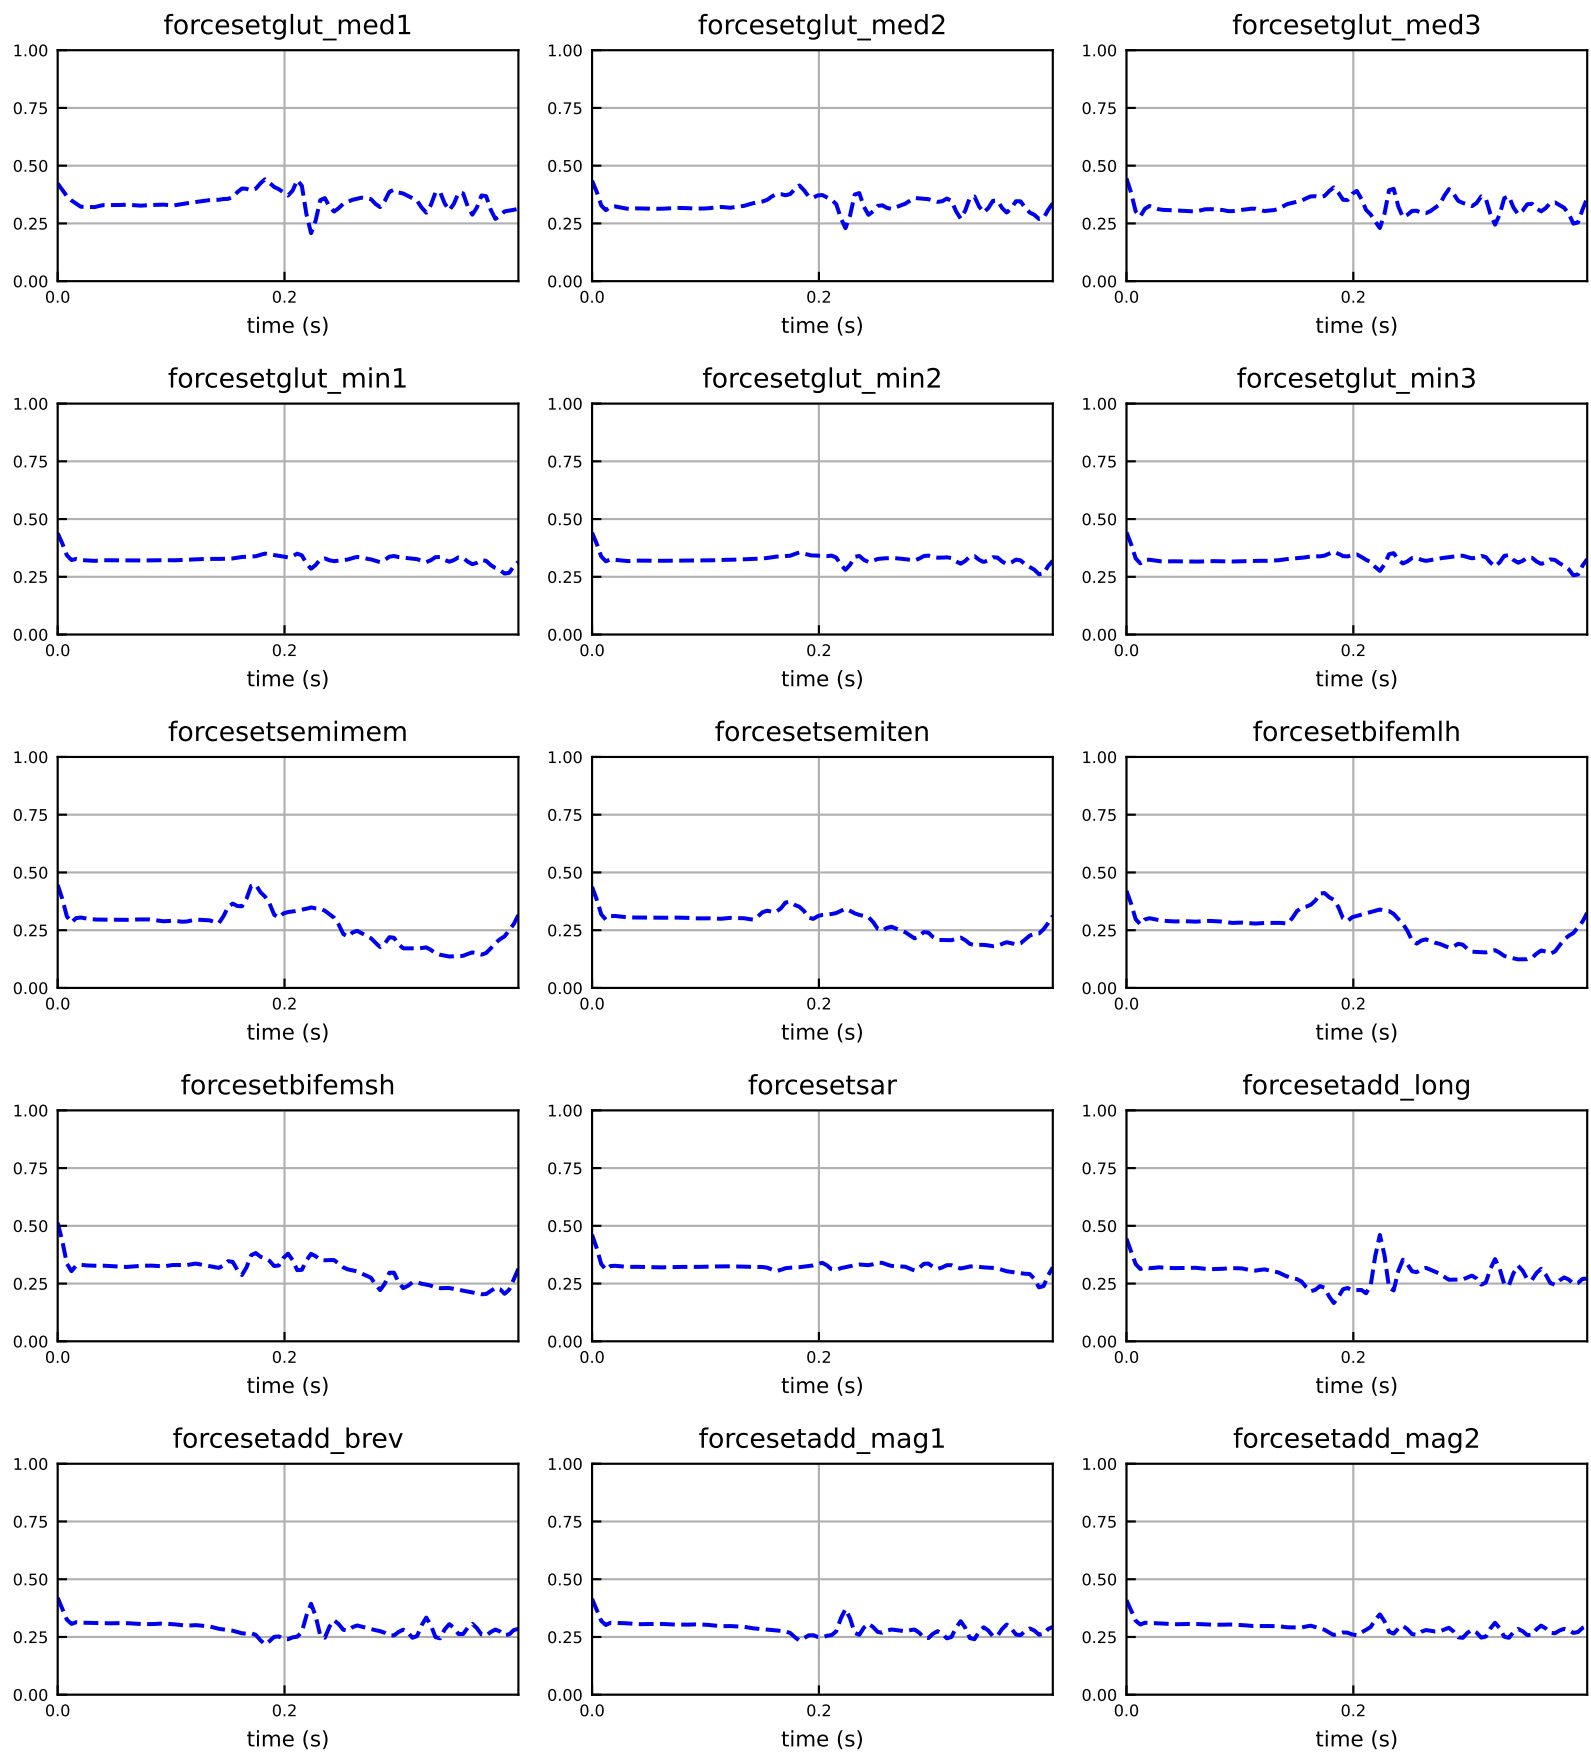 forcesetglut_med1 forcesetglut_med2 forcesetglut_med3
1.00 1.00 1.00
0.75 0.75 0.75
0.50 0.50 0.50
0.25 0.25 0.25
0.00 0.00 0.00
0.0 0.2 0.0 0.2 0.0 0.2
time (s) time (s) time (s)
forcesetglut_min1 forcesetglut_min2 forcesetglut_min3
1.00 1.00 1.00
0.75 0.75 0.75
0.50 0.50 0.50
0.25 0.25 0.25
0.00 0.00 0.00
0.0 0.2 0.0 0.2 0.0 0.2
time (s) time (s) time (s)
forcesetsemimem forcesetsemiten forcesetbifemlh
1.00 1.00 1.00
0.75 0.75 0.75
0.50 0.50 0.50
0.25 0.25 0.25
0.00 0.00 0.00
0.0 0.2 0.0 0.2 0.0 0.2
time (s) time (s) time (s)
forcesetbifemsh forcesetsar forcesetadd_long
1.00 1.00 1.00
0.75 0.75 0.75
0.50 0.50 0.50
0.25 0.25 0.25
0.00 0.00 0.00
0.0 0.2 0.0 0.2 0.0 0.2
time (s) time (s) time (s)
forcesetadd_brev forcesetadd_mag1 forcesetadd_mag2
1.00 1.00 1.00
0.75 0.75 0.75
0.50 0.50 0.50
0.25 0.25 0.25
0.00 0.00 0.00
0.0 0.2 0.0 0.2 0.0 0.2
time (s) time (s) time (s)